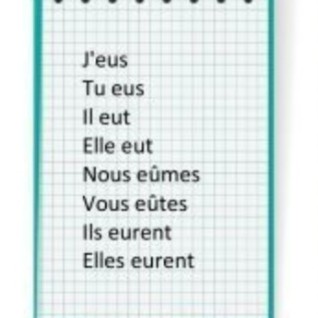 J'eus
Tu eus
Il eut
Elle eut
Nous eûmes
Vous eûtes
Ils eurent
Elles eurent